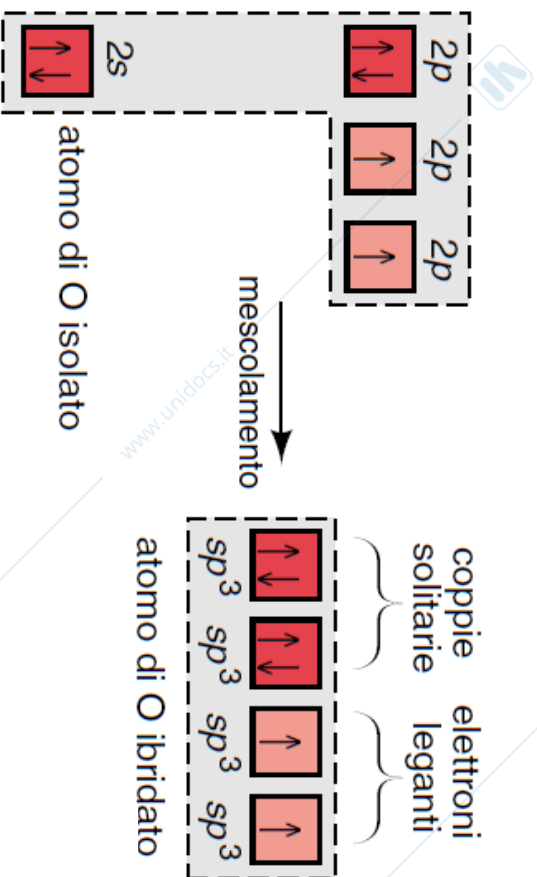 2p 2p 2p
2s
atomo di O isolato
mescolamento
coppie solitarie
elettroni leganti
sp³ sp³ sp³ sp³
atomo di O ibridato
www.unidocs.it